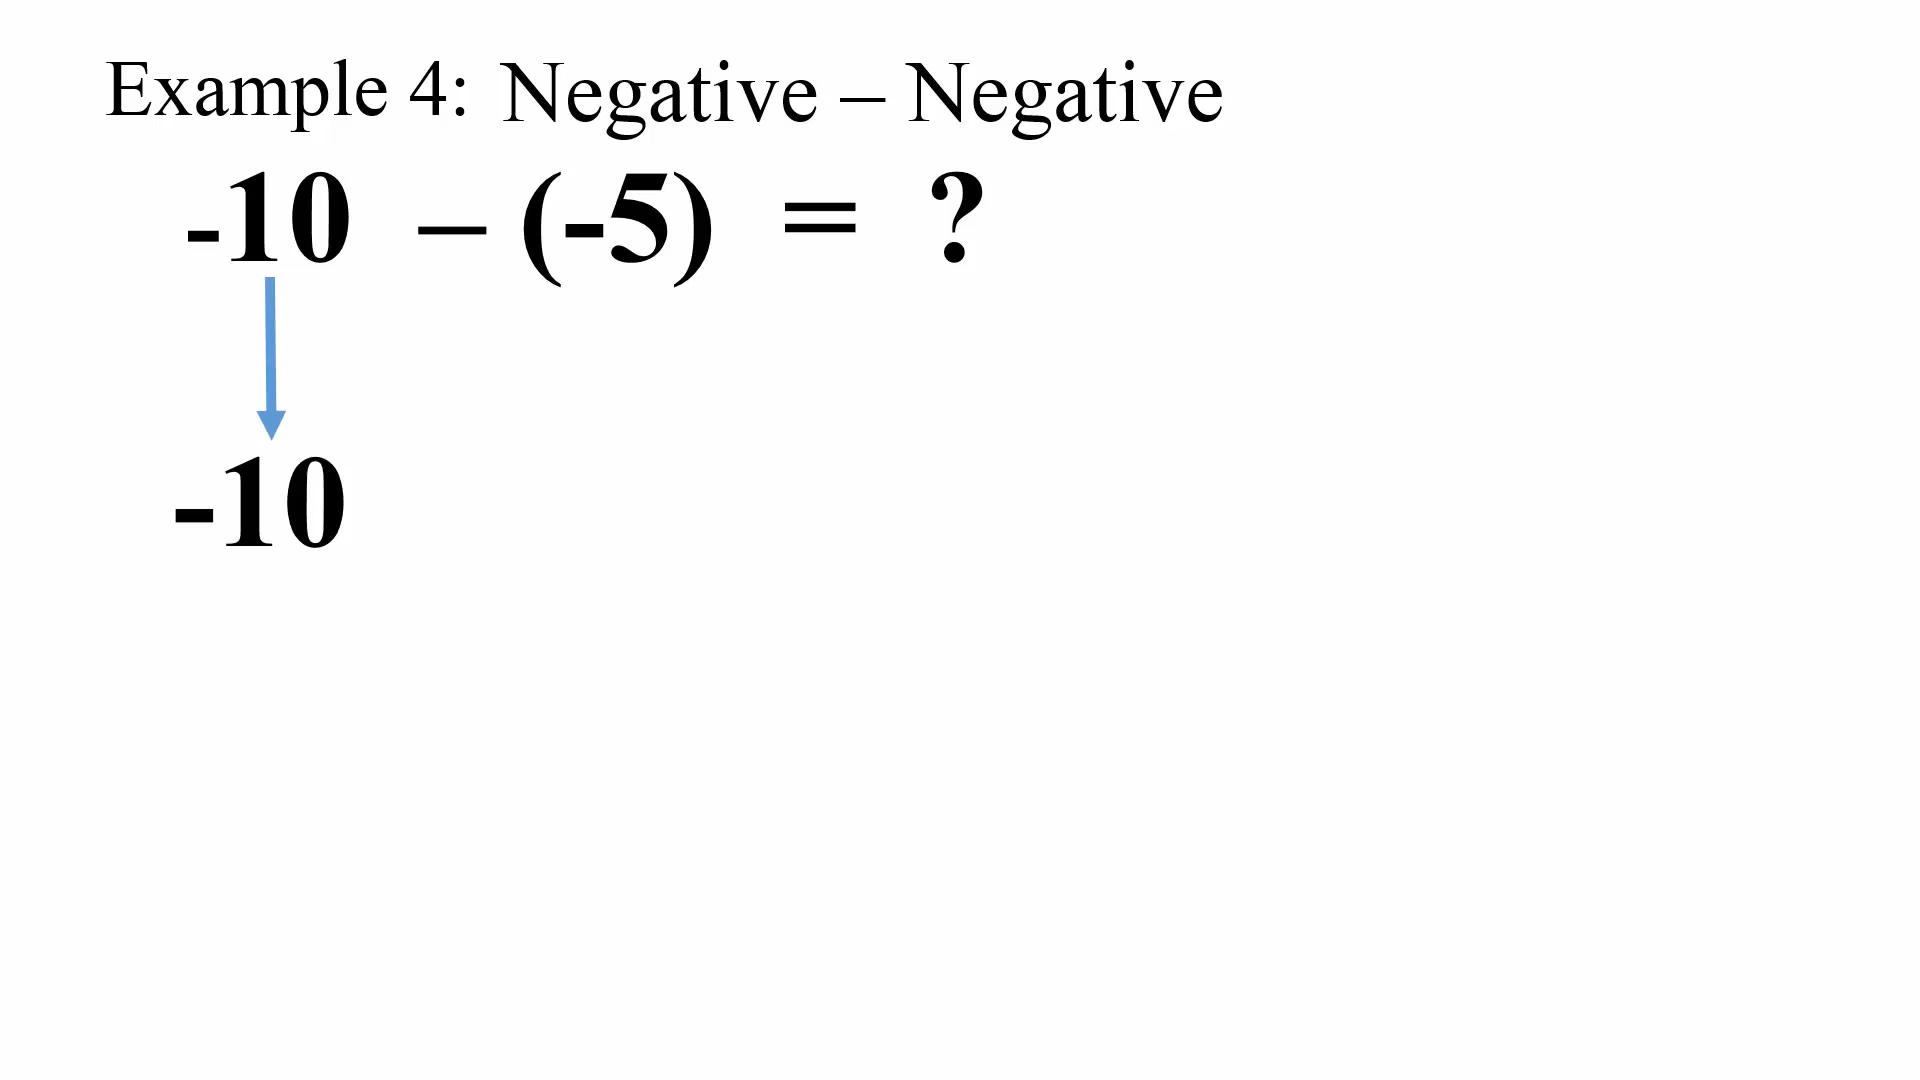 Example 4: Negative – Negative
-10 – (-5) = ?
-10